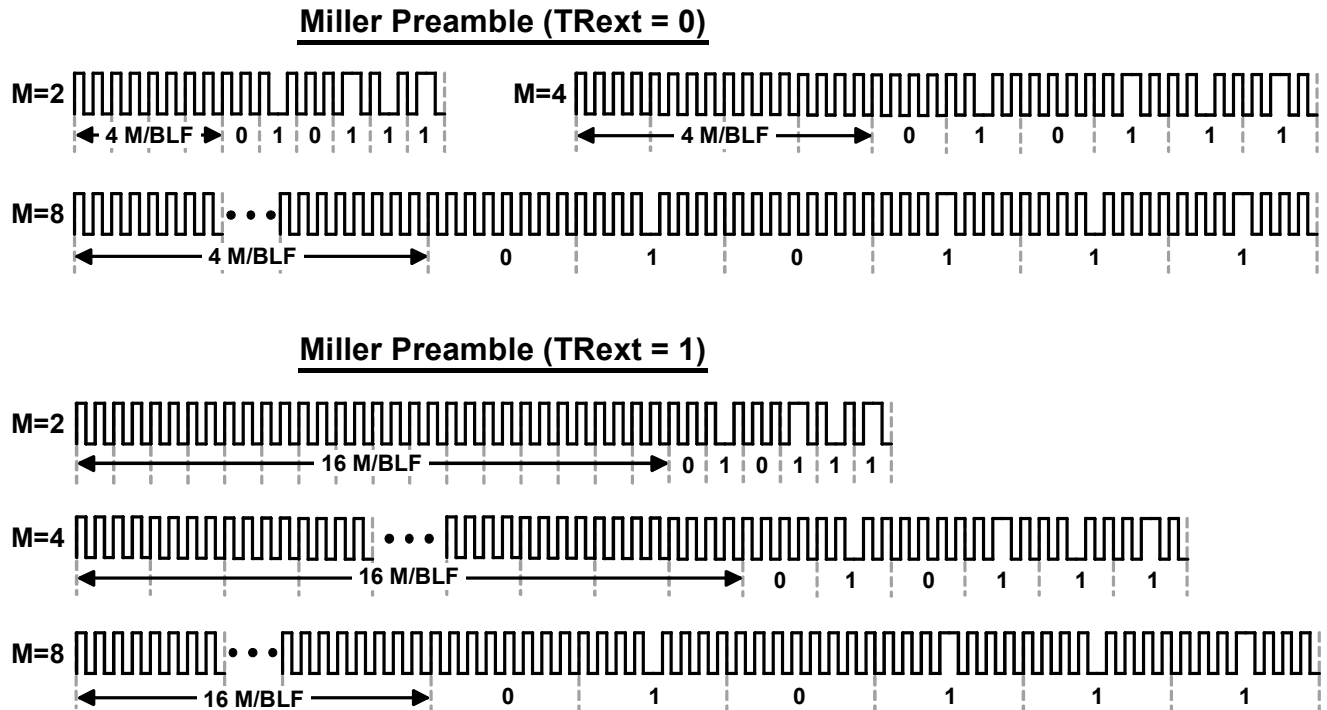 Miller Preamble (TRext = 0)
M=2
4 M/BLF 0 1 0 1 1 1
M=4
4 M/BLF 0 1 0 1 1 1
M=8
4 M/BLF 0 1 0 1 1 1
Miller Preamble (TRext = 1)
M=2
16 M/BLF 0 1 0 1 1 1
M=4
16 M/BLF 0 1 0 1 1 1
M=8
16 M/BLF 0 1 0 1 1 1